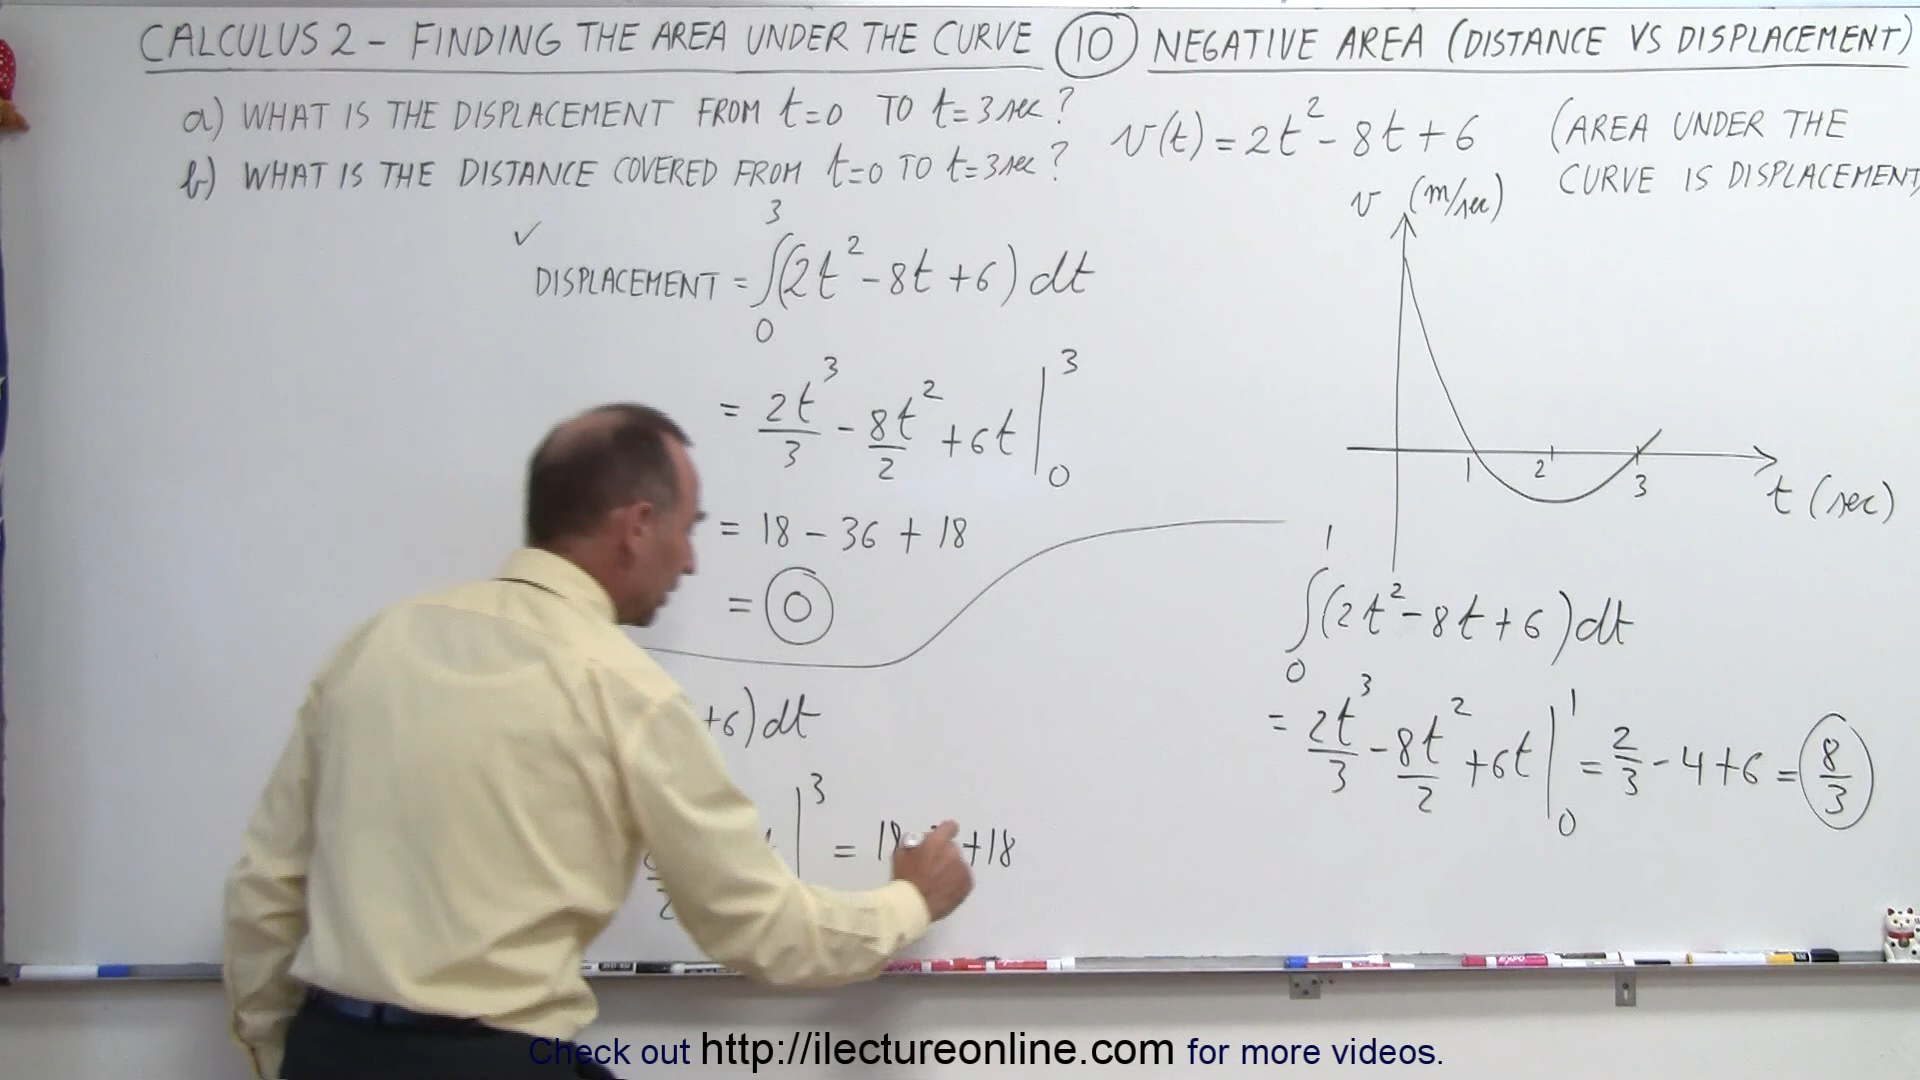 CALCULUS 2 - FINDING THE AREA UNDER THE CURVE 10 NEGATIVE AREA (DISTANCE VS DISPLACEMENT)
a) WHAT IS THE DISPLACEMENT FROM t=0 TO t=3 sec?
b) WHAT IS THE DISTANCE COVERED FROM t=0 TO t=3 sec?
v(t) = 2t² - 8t + 6
(AREA UNDER THE
CURVE IS DISPLACEMENT)
✓
DISPLACEMENT = ∫₀³ (2t² - 8t + 6) dt
= 2t³/3 - 8t²/2 + 6t |₀³
= 18 - 36 + 18
= 0
+6) dt
|³ = 18 +18
v (m/sec)
1 2 3
t (sec)
∫₀¹ (2t² - 8t + 6) dt
= 2t³/3 - 8t²/2 + 6t |₀¹ = 2/3 - 4 + 6 = 8/3
Check out http://ilectureonline.com for more videos.